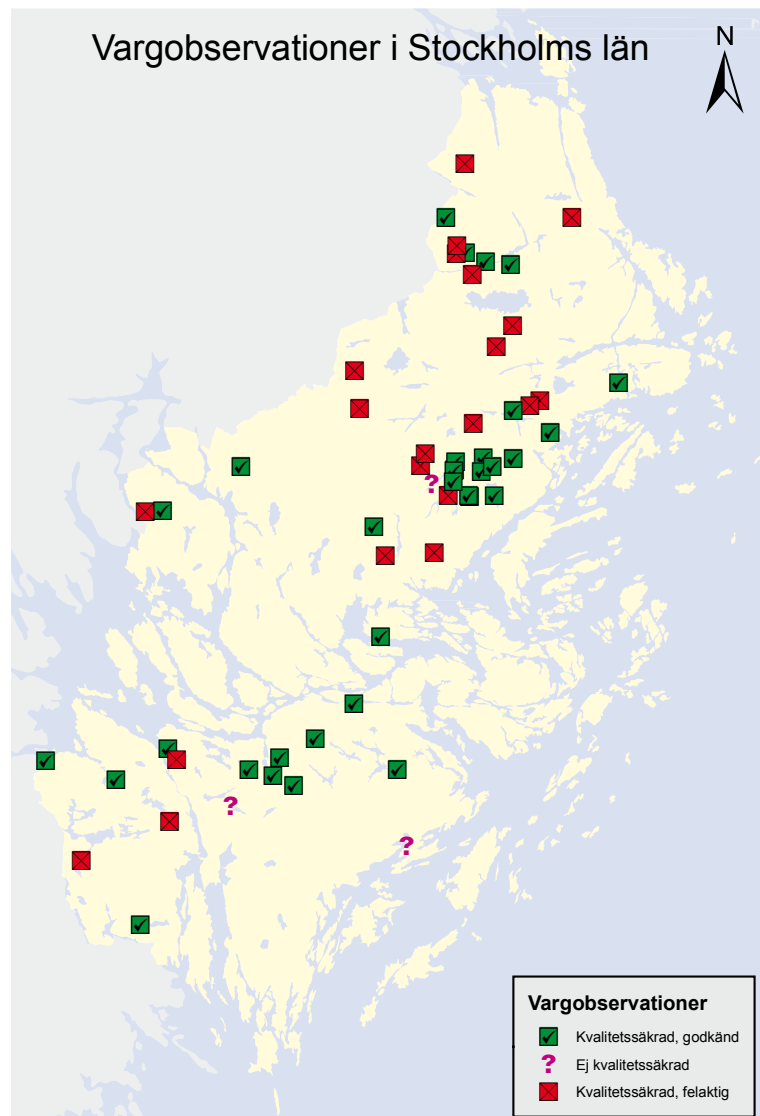 Vargobservationer i Stockholms län
N
?
?
?
Vargobservationer
Kvalitetssäkrad, godkänd
? Ej kvalitetssäkrad
Kvalitetssäkrad, felaktig